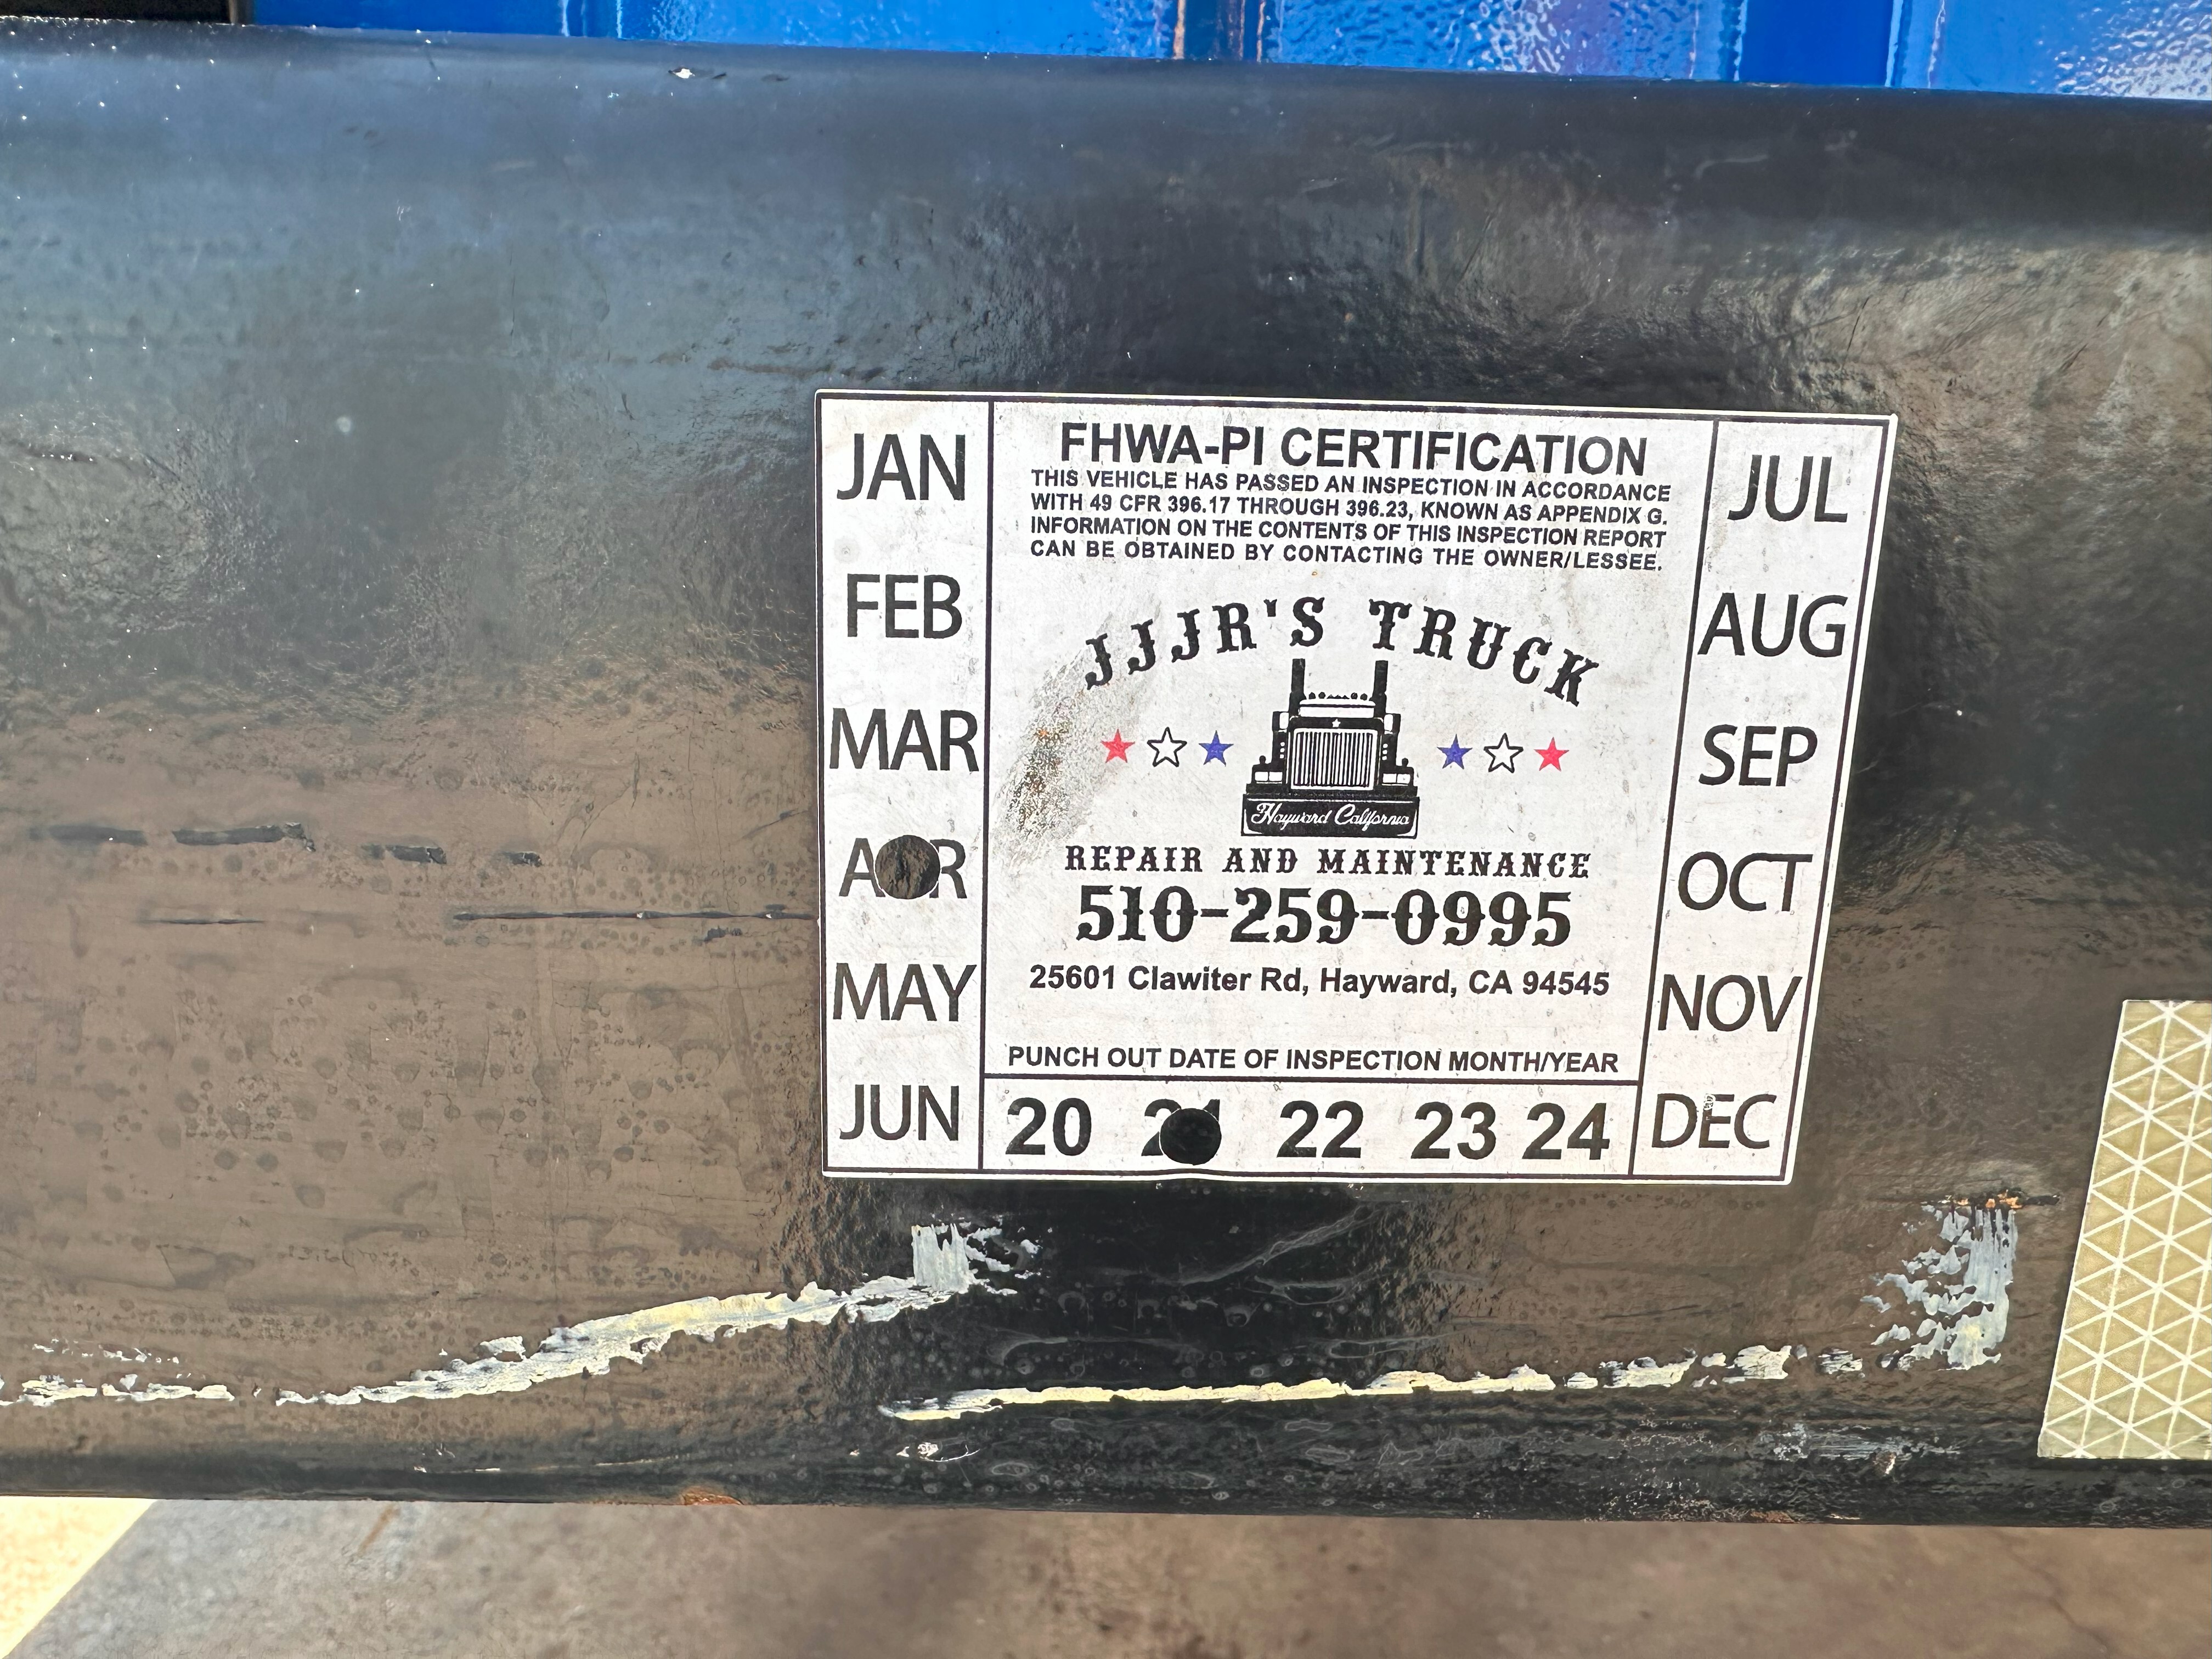 FHWA-PI CERTIFICATION
THIS VEHICLE HAS PASSED AN INSPECTION IN ACCORDANCE
WITH 49 CFR 396.17 THROUGH 396.23, KNOWN AS APPENDIX G.
INFORMATION ON THE CONTENTS OF THIS INSPECTION REPORT
CAN BE OBTAINED BY CONTACTING THE OWNER/LESSEE.
JJJR'S TRUCK
Hayward California
REPAIR AND MAINTENANCE
510-259-0995
25601 Clawiter Rd, Hayward, CA 94545
PUNCH OUT DATE OF INSPECTION MONTH/YEAR
JAN
FEB
MAR
APR
MAY
JUN
20 21 22 23 24
JUL
AUG
SEP
OCT
NOV
DEC